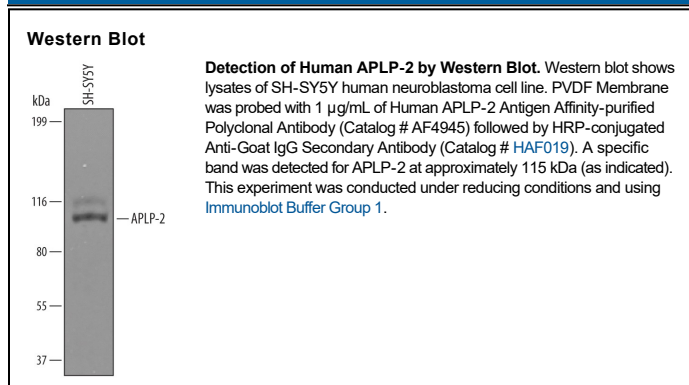 Western Blot
kDa
SH-SY5Y
199
116
APLP-2
80
55
37
Detection of Human APLP-2 by Western Blot. Western blot shows
lysates of SH-SY5Y human neuroblastoma cell line. PVDF Membrane
was probed with 1 µg/mL of Human APLP-2 Antigen Affinity-purified
Polyclonal Antibody (Catalog # AF4945) followed by HRP-conjugated
Anti-Goat IgG Secondary Antibody (Catalog # HAF019). A specific
band was detected for APLP-2 at approximately 115 kDa (as indicated).
This experiment was conducted under reducing conditions and using
Immunoblot Buffer Group 1.